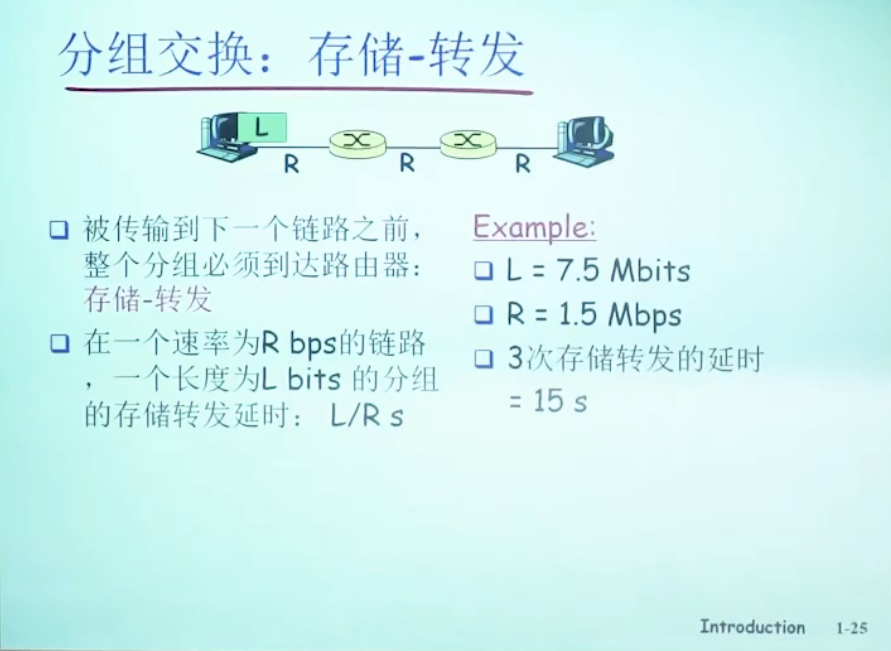 分组交换：存储-转发
L
R
R
R
❑ 被传输到下一个链路之前，
整个分组必须到达路由器：
存储-转发
❑ 在一个速率为R bps的链路
，一个长度为L bits 的分组
的存储转发延时： L/R s
Example:
❑ L = 7.5 Mbits
❑ R = 1.5 Mbps
❑ 3次存储转发的延时
= 15 s
Introduction 1-25